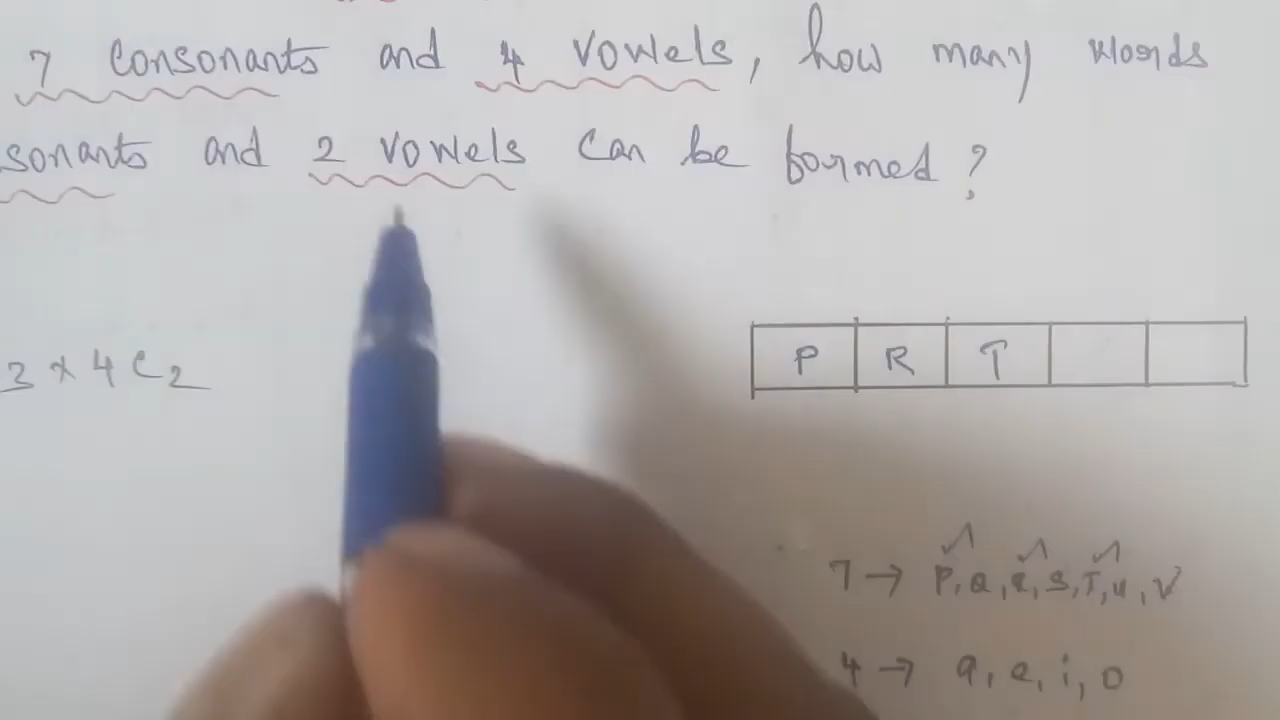 7 consonants and 4 vowels, how many words
sonants and 2 vowels can be formed?
3 x 4C2
P R T
7 → P, Q, R, S, T, U, V
4 → a, e, i, o